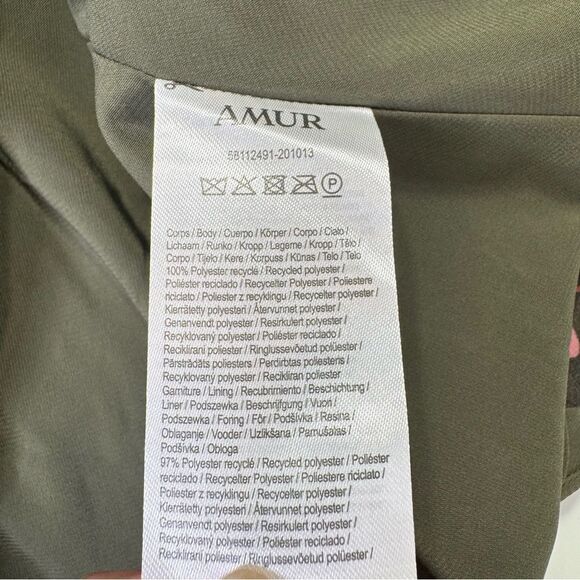 AMUR
58112491-201013
P
Corps / Body / Cuerpo / Körper / Corpo / Ciało /
Lichaam / Runko / Kropp / Legeme / Kropp / Tělo /
Corpo / Tijelo / Kere / Korpuss / Kūnas / Telo / Telo
100% Polyester recyclé / Recycled polyester /
Poliéster reciclado / Recycelter Polyester / Poliestere
riciclato / Poliester z recyklingu / Recycelter polyester /
Kierrätetty polyesteri / Återvunnet polyester /
Genanvendt polyester / Resirkulert polyester /
Recyklovaný polyester / Poliéster reciclado /
Reciklirani poliester / Ringlussevõetud polüester /
Pārstrādāts poliesters / Perdirbtas poliesteris /
Recyklovaný polyester / Recikliran poliester
Garniture / Lining / Recubrimiento / Beschichtung /
Liner / Podszewka / Beschrijfgung / Vuori /
Podszewka / Foring / Fôr / Podšívka / Resina /
Oblaganje / Vooder / Uzlikšana / Pamušalas /
Podšívka / Obloga
97% Polyester recyclé / Recycled polyester / Poliéster
reciclado / Recycelter Polyester / Poliestere riciclato /
Poliester z recyklingu / Recycelter polyester /
Kierrätetty polyesteri / Återvunnet polyester /
Genanvendt polyester / Resirkulert polyester /
Recyklovaný polyester /
Poliéster reciclado /
Reciklirani poliester / Ringlussevõetud polüester /